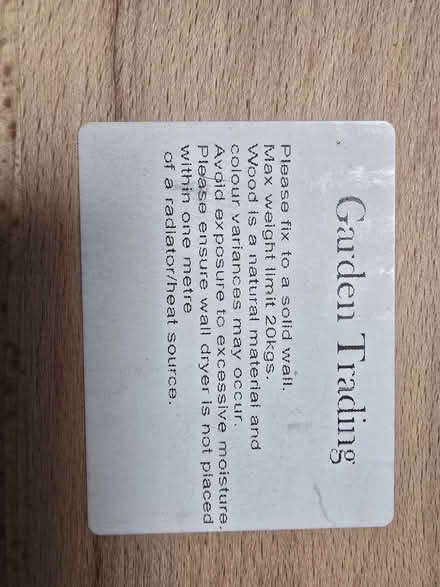 Garden Trading
Please fix to a solid wall.
Max weight limit 20kgs.
Wood is a natural material and
colour variances may occur.
Avoid exposure to excessive moisture.
Please ensure wall dryer is not placed
within one metre
of a radiator/heat source.